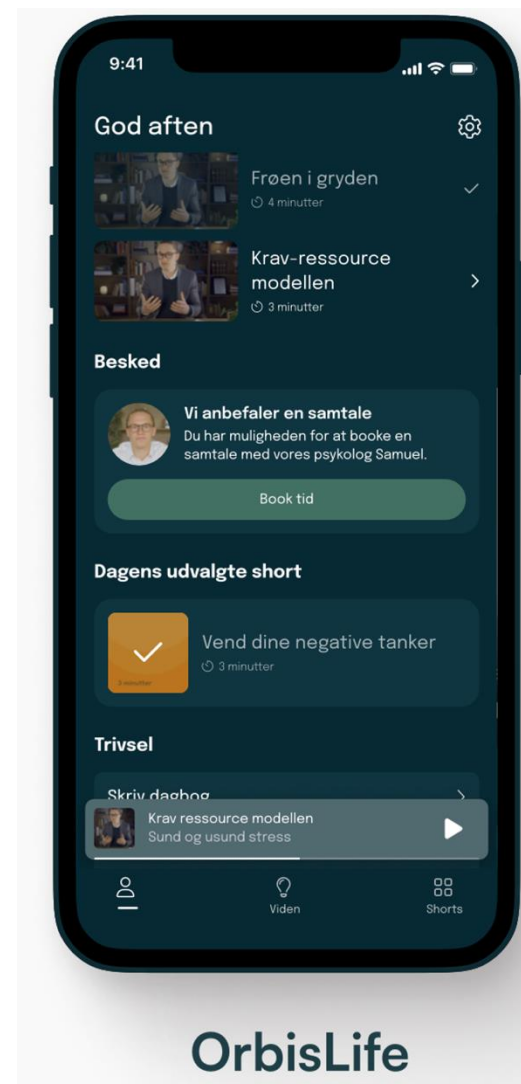 9:41
God aften
Frøen i gryden
4 minutter
Krav-ressource
modellen
3 minutter
Besked
Vi anbefaler en samtale
Du har muligheden for at booke en
samtale med vores psykolog Samuel.
Book tid
Dagens udvalgte short
Vend dine negative tanker
3 minutter
3 minutter
Trivsel
Skriv dagbog
Krav ressource modellen
Sund og usund stress
Viden
Shorts
OrbisLife